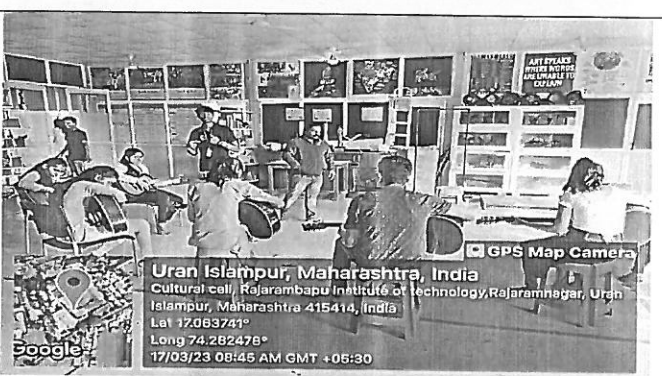 ART SPEAKS
WHERE WORDS
ARE UNABLE TO
EXPLAIN
GPS Map Camera
Uran Islampur, Maharashtra, India
Cultural cell, Rajarambapu Institute of technology,Rajaramnagar, Uran
Islampur, Maharashtra 415414, India
Lat 17.063741°
Long 74.282478°
17/03/23 08:45 AM GMT +05:30
Google